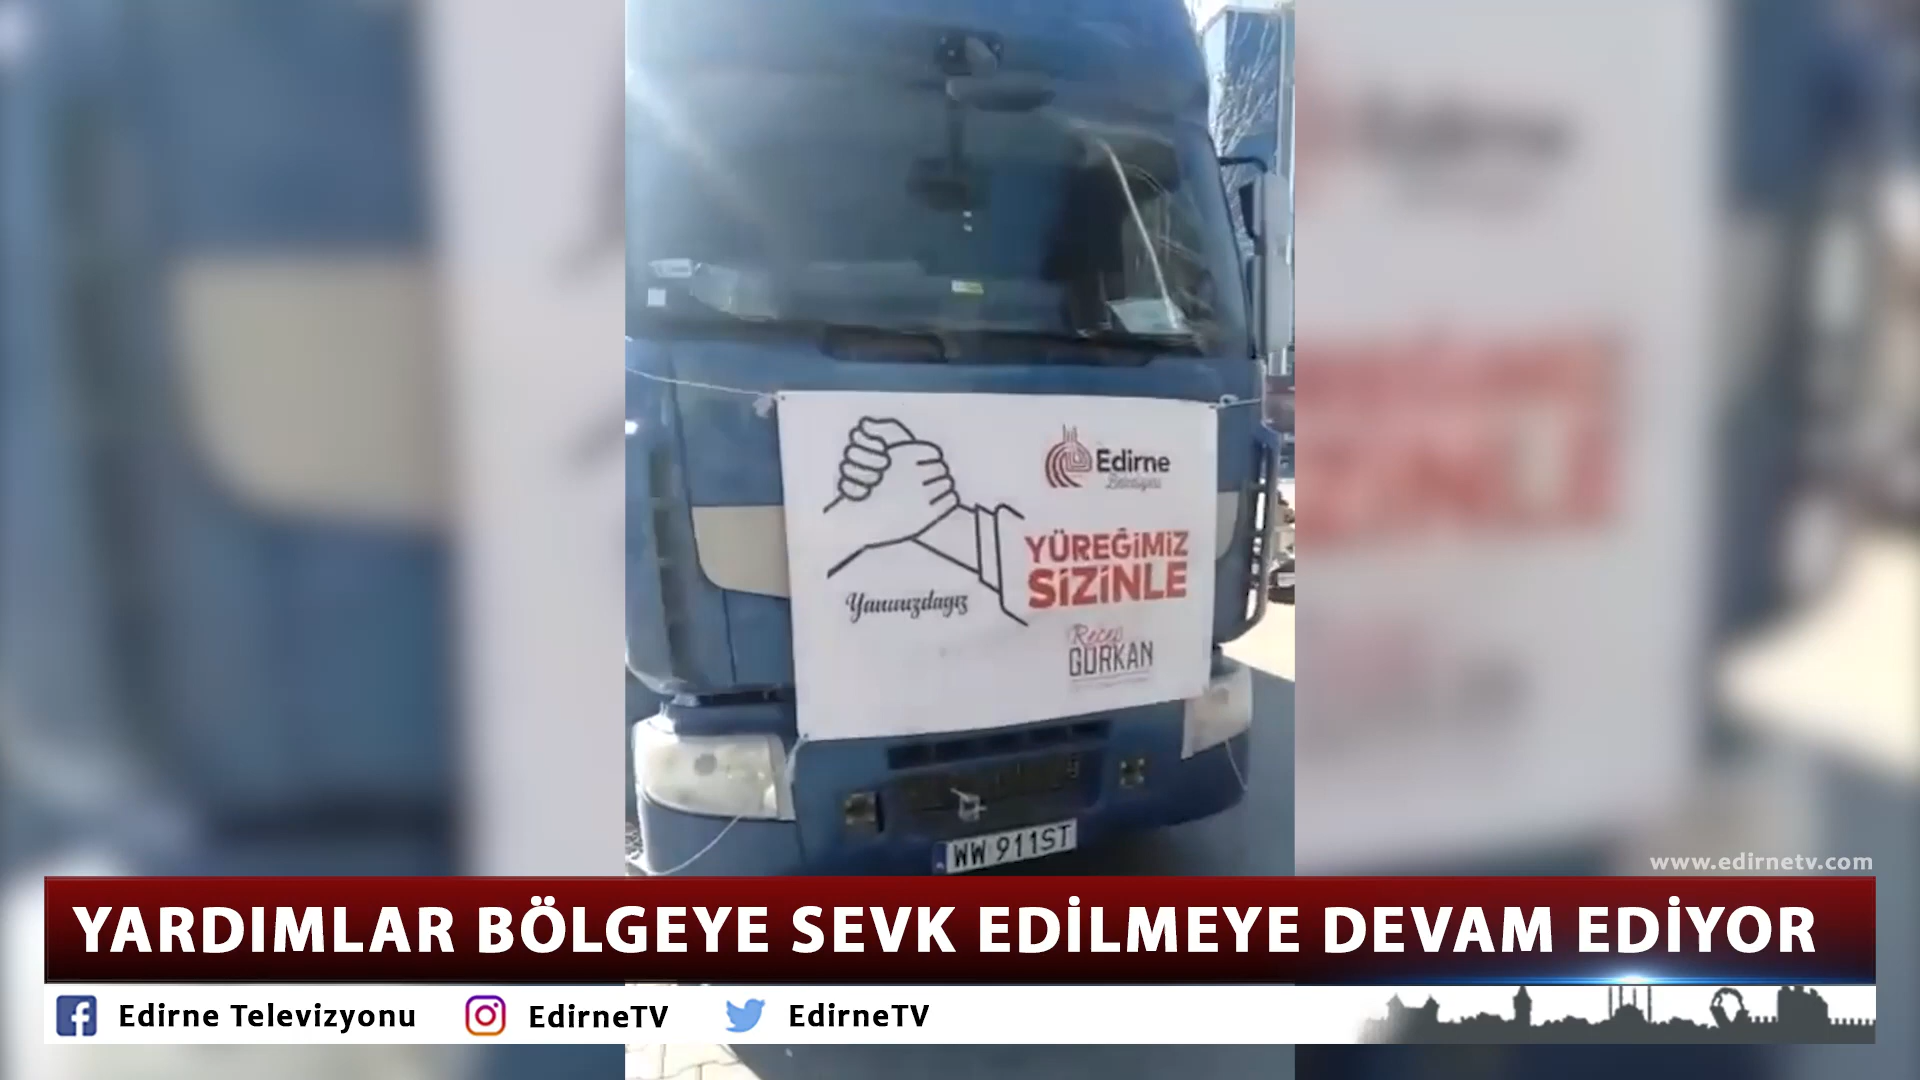 Edirne
Belediyesi
YÜREĞİMİZ
SİZİNLE
Yanınızdayız
Recep
GÜRKAN
WW 911ST
www.edirnetv.com
YARDIMLAR BÖLGEYE SEVK EDİLMEYE DEVAM EDİYOR
Edirne Televizyonu
EdirneTV
EdirneTV